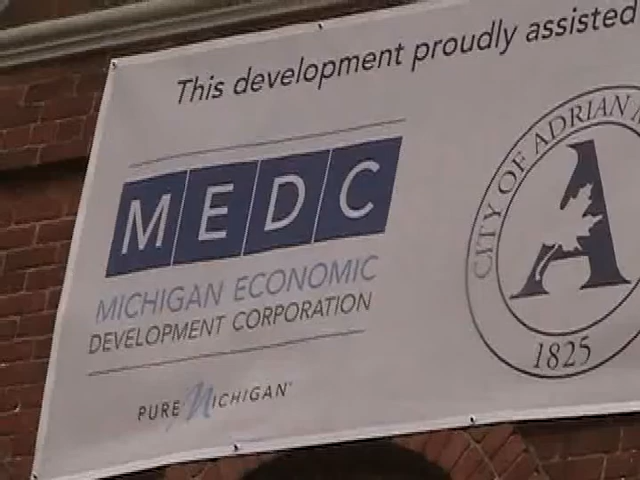 This development proudly assisted
MEDC
MICHIGAN ECONOMIC
DEVELOPMENT CORPORATION
PURE MICHIGAN
CITY OF ADRIAN
A
1825